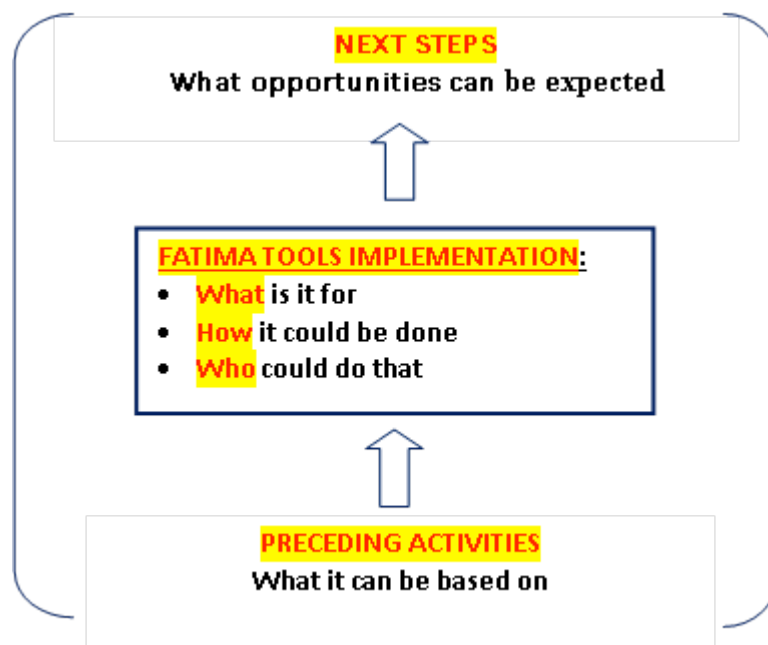 NEXT STEPS
What opportunities can be expected
FATIMA TOOLS IMPLEMENTATION:
• What is it for
• How it could be done
• Who could do that
PRECEDING ACTIVITIES
What it can be based on